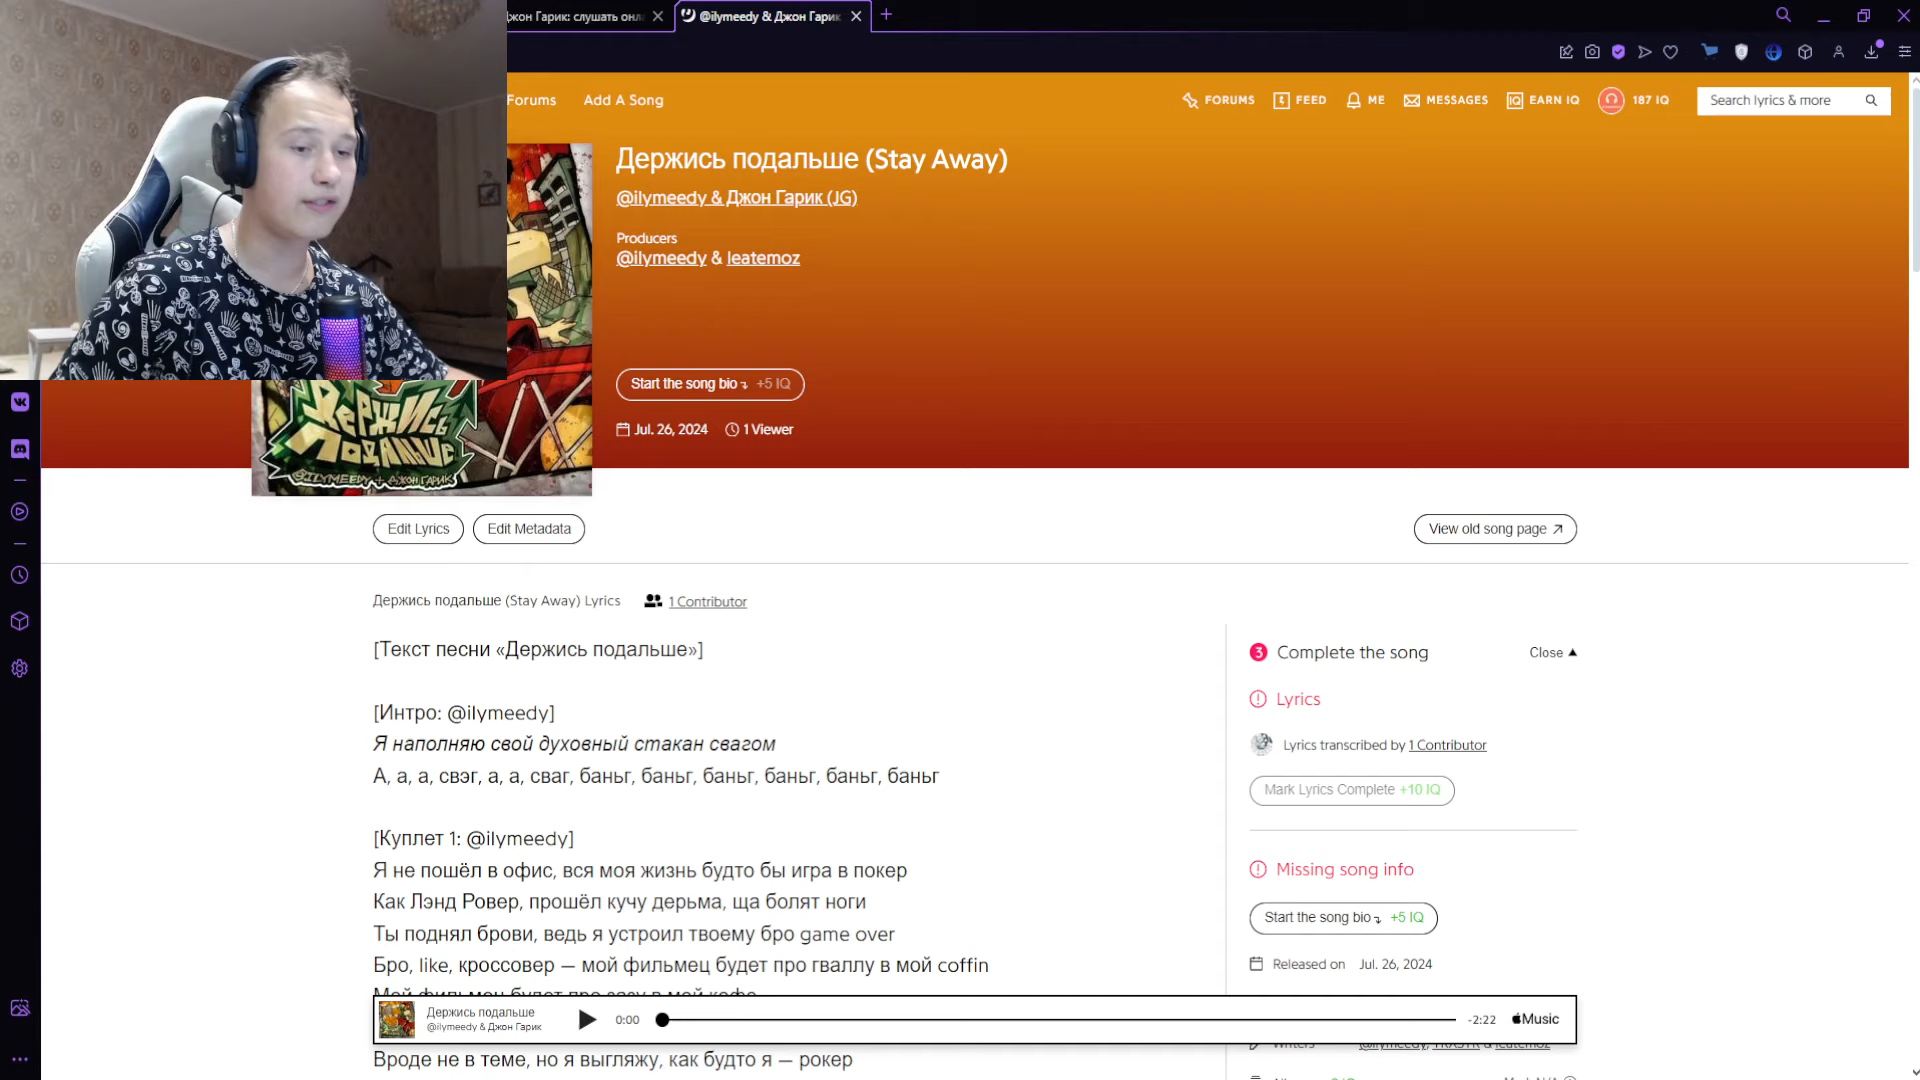 Джон Гарик: слушать онл
@ilymeedy & Джон Гарик
Forums
Add A Song
FORUMS
FEED
ME
MESSAGES
EARN IQ
187 IQ
Search lyrics & more
Держись подальше (Stay Away)
@ilymeedy & Джон Гарик (JG)
Producers
@ilymeedy & leatemoz
Start the song bio +5 IQ
Jul. 26, 2024
1 Viewer
Держись
Подальше
@ILYMEEDY + ДЖОН ГАРИК
Edit Lyrics
Edit Metadata
View old song page
Держись подальше (Stay Away) Lyrics
1 Contributor
[Текст песни «Держись подальше»]
[Интро: @ilymeedy]
Я наполняю свой духовный стакан свагом
А, а, а, свэг, а, а, сваг, баньг, баньг, баньг, баньг, баньг, баньг
[Куплет 1: @ilymeedy]
Я не пошёл в офис, вся моя жизнь будто бы игра в покер
Как Лэнд Ровер, прошёл кучу дерьма, ща болят ноги
Ты поднял брови, ведь я устроил твоему бро game over
Бро, like, кроссовер — мой фильмец будет про гваллу в мой coffin
Вроде не в теме, но я выгляжу, как будто я — рокер
3 Complete the song
Close
Lyrics
Lyrics transcribed by 1 Contributor
Mark Lyrics Complete +10 IQ
Missing song info
Start the song bio +5 IQ
Released on Jul. 26, 2024
Держись подальше
@ilymeedy & Джон Гарик
0:00
-2:22
Music